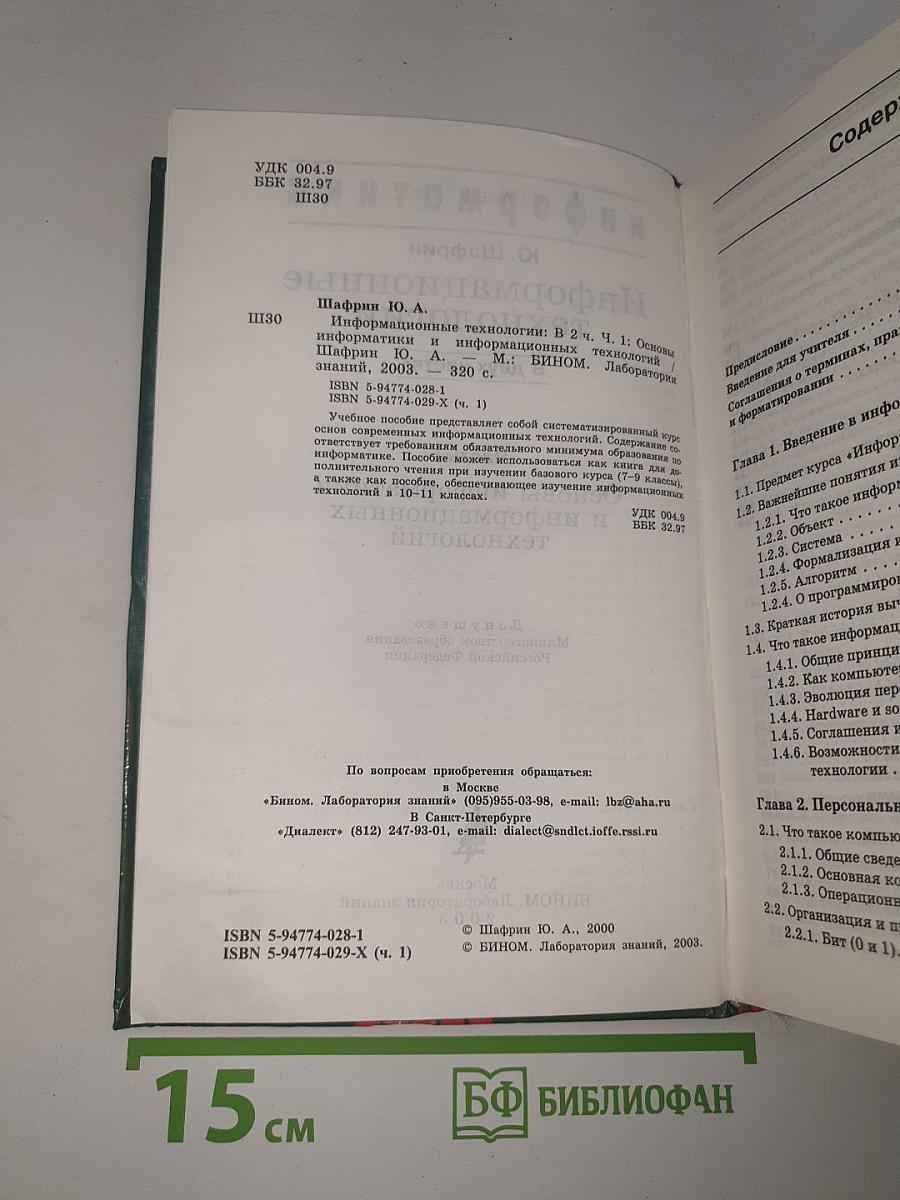 УДК 004.9
ББК 32.97
Ш30
Шафрин Ю. А.
Ш30
Информационные технологии: В 2 ч. Ч. 1: Основы
информатики и информационных технологий /
Шафрин Ю. А. — М.: БИНОМ. Лаборатория
знаний, 2003. — 320 с.
ISBN 5-94774-028-1
ISBN 5-94774-029-X (ч. 1)
Учебное пособие представляет собой систематизированный курс
основ современных информационных технологий. Содержание со-
ответствует требованиям обязательного минимума образования по
информатике. Пособие может использоваться как книга для до-
полнительного чтения при изучении базового курса (7–9 классы),
а также как пособие, обеспечивающее изучение информационных
технологий в 10–11 классах.
УДК 004.9
ББК 32.97
По вопросам приобретения обращаться:
в Москве
«Бином. Лаборатория знаний» (095)955-03-98, e-mail: lbz@aha.ru
В Санкт-Петербурге
«Диалект» (812) 247-93-01, e-mail: dialect@sndlct.ioffe.rssi.ru
ISBN 5-94774-028-1
ISBN 5-94774-029-X (ч. 1)
© Шафрин Ю. А., 2000
© БИНОМ. Лаборатория знаний, 2003.
Содерж
Предисловие
Введение для учителя
Соглашения о терминах, пра
и форматировании
Глава 1. Введение в инфо
1.1. Предмет курса «Инфор
1.2. Важнейшие понятия и
1.2.1. Что такое информ
1.2.2. Объект
1.2.3. Система
1.2.4. Формализация и
1.2.5. Алгоритм
1.2.4. О программиров
1.3. Краткая история выч
1.4. Что такое информац
1.4.1. Общие принци
1.4.2. Как компьюте
1.4.3. Эволюция пер
1.4.4. Hardware и so
1.4.5. Соглашения и
1.4.6. Возможности
технологии
Глава 2. Персональн
2.1. Что такое компью
2.1.1. Общие сведе
2.1.2. Основная ко
2.1.3. Операционн
2.2. Организация и п
2.2.1. Бит (0 и 1).
15 см
БФ БИБЛИОФАН